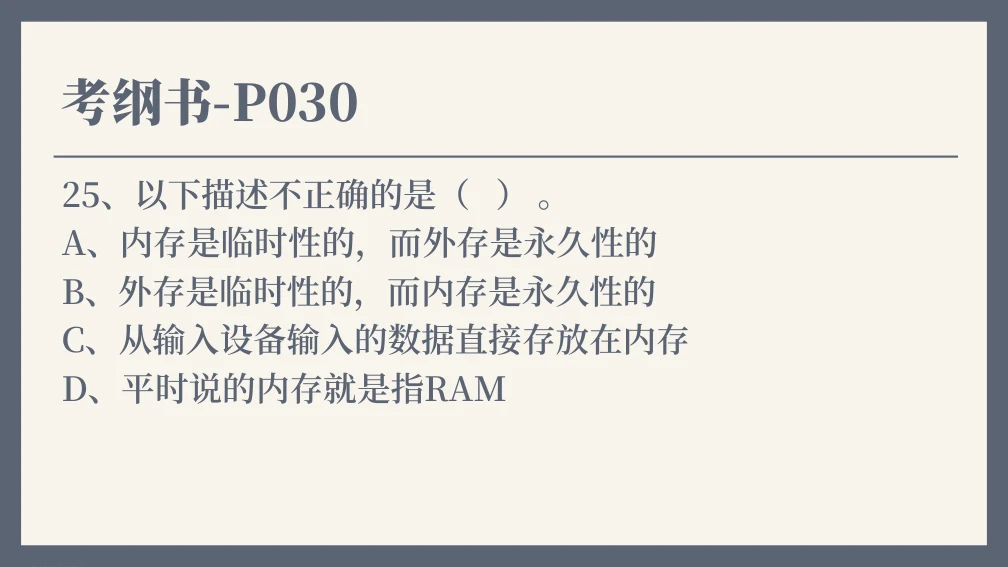 考纲书-P030
25、以下描述不正确的是（  ）。
A、内存是临时性的，而外存是永久性的
B、外存是临时性的，而内存是永久性的
C、从输入设备输入的数据直接存放在内存
D、平时说的内存就是指RAM